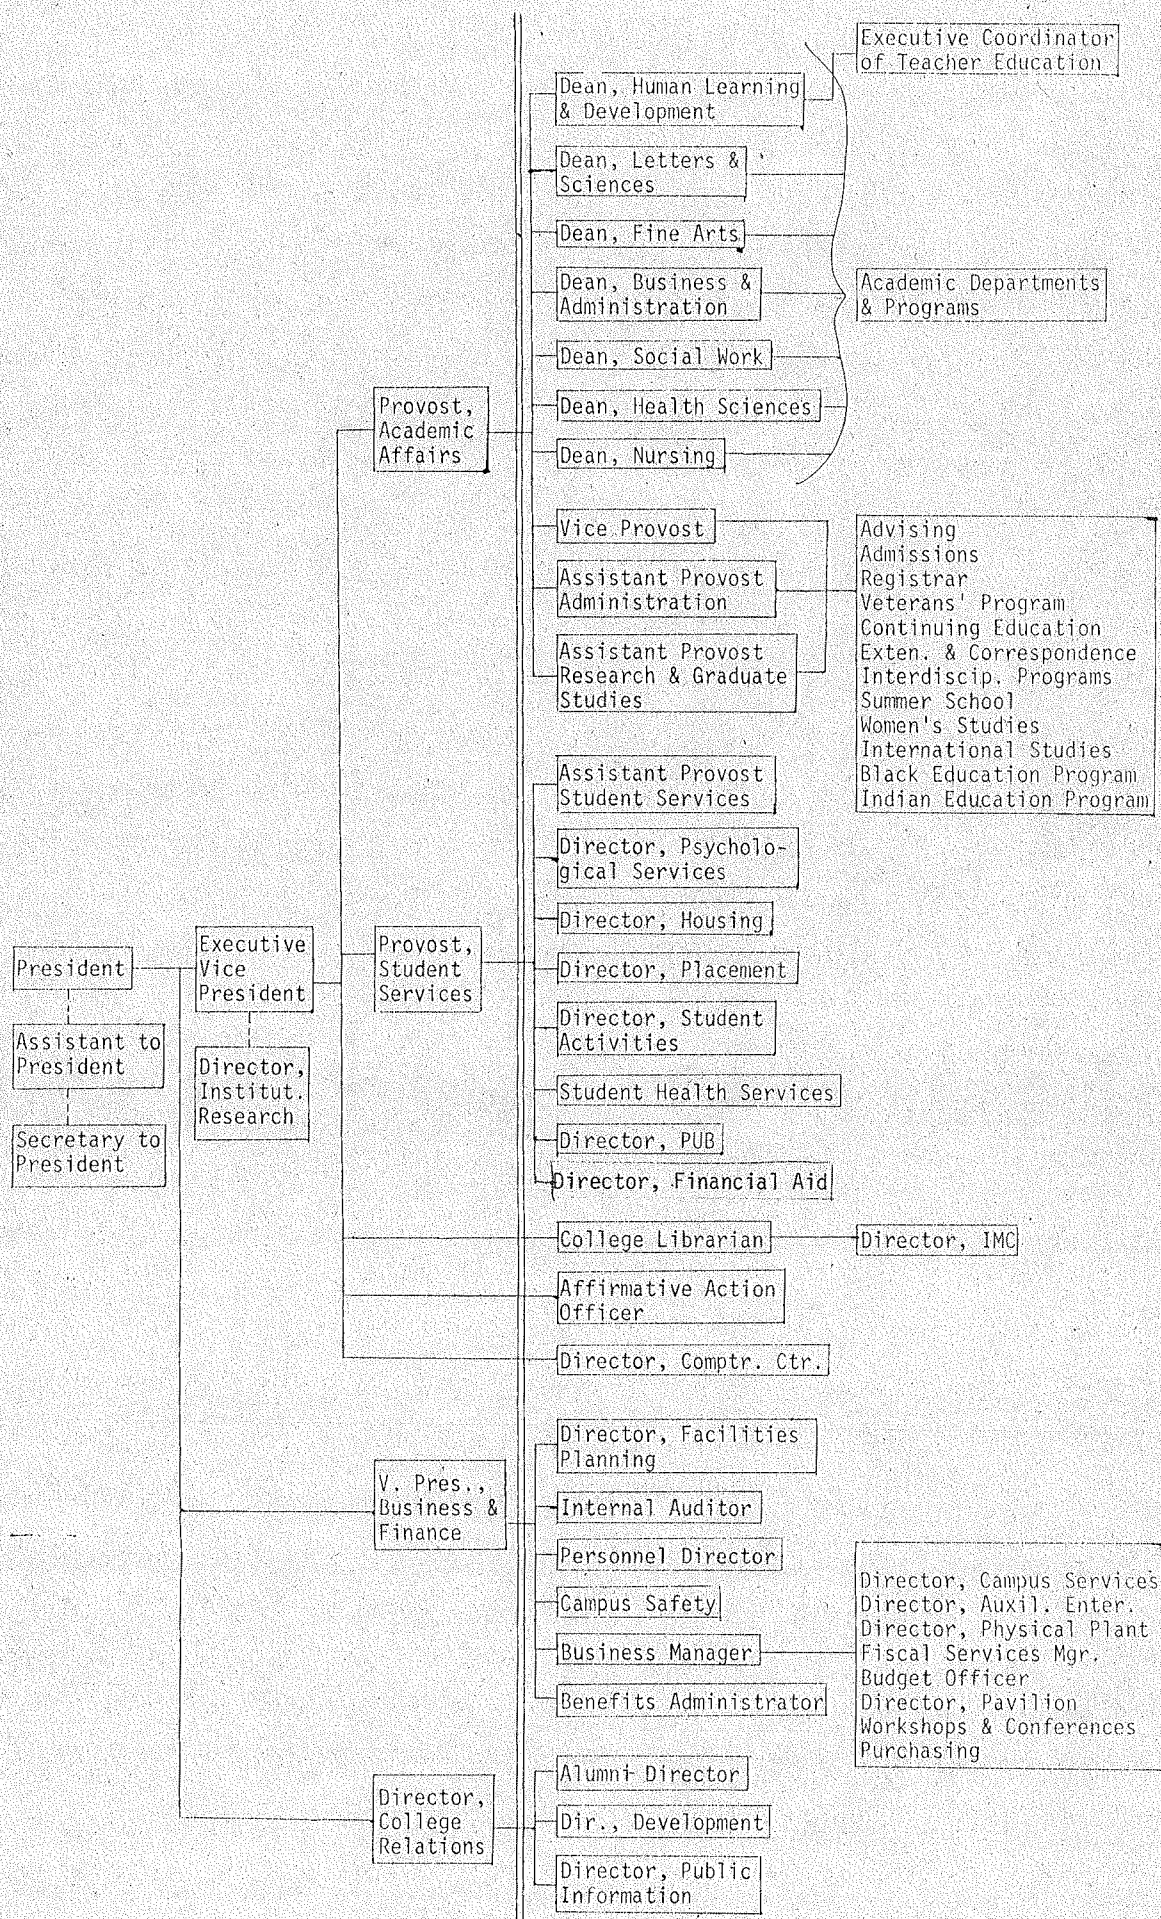 Executive Coordinator
of Teacher Education
Dean, Human Learning
& Development
Dean, Letters &
Sciences
Dean, Fine Arts
Dean, Business &
Administration
Academic Departments
& Programs
Dean, Social Work
Provost,
Academic
Affairs
Dean, Health Sciences
Dean, Nursing
Vice Provost
Assistant Provost
Administration
Assistant Provost
Research & Graduate
Studies
Advising
Admissions
Registrar
Veterans' Program
Continuing Education
Exten. & Correspondence
Interdiscip. Programs
Summer School
Women's Studies
International Studies
Black Education Program
Indian Education Program
Assistant Provost
Student Services
Director, Psycholo-
gical Services
Director, Housing
President
Executive
Vice
President
Provost,
Student
Services
Director, Placement
Director, Student
Activities
Assistant to
President
Director,
Institut.
Research
Student Health Services
Secretary to
President
Director, PUB
Director, Financial Aid
College Librarian
Director, IMC
Affirmative Action
Officer
Director, Comptr. Ctr.
Director, Facilities
Planning
V. Pres.,
Business &
Finance
Internal Auditor
Personnel Director
Campus Safety
Business Manager
Benefits Administrator
Director, Campus Services
Director, Auxil. Enter.
Director, Physical Plant
Fiscal Services Mgr.
Budget Officer
Director, Pavilion
Workshops & Conferences
Purchasing
Director,
College
Relations
Alumni Director
Dir., Development
Director, Public
Information